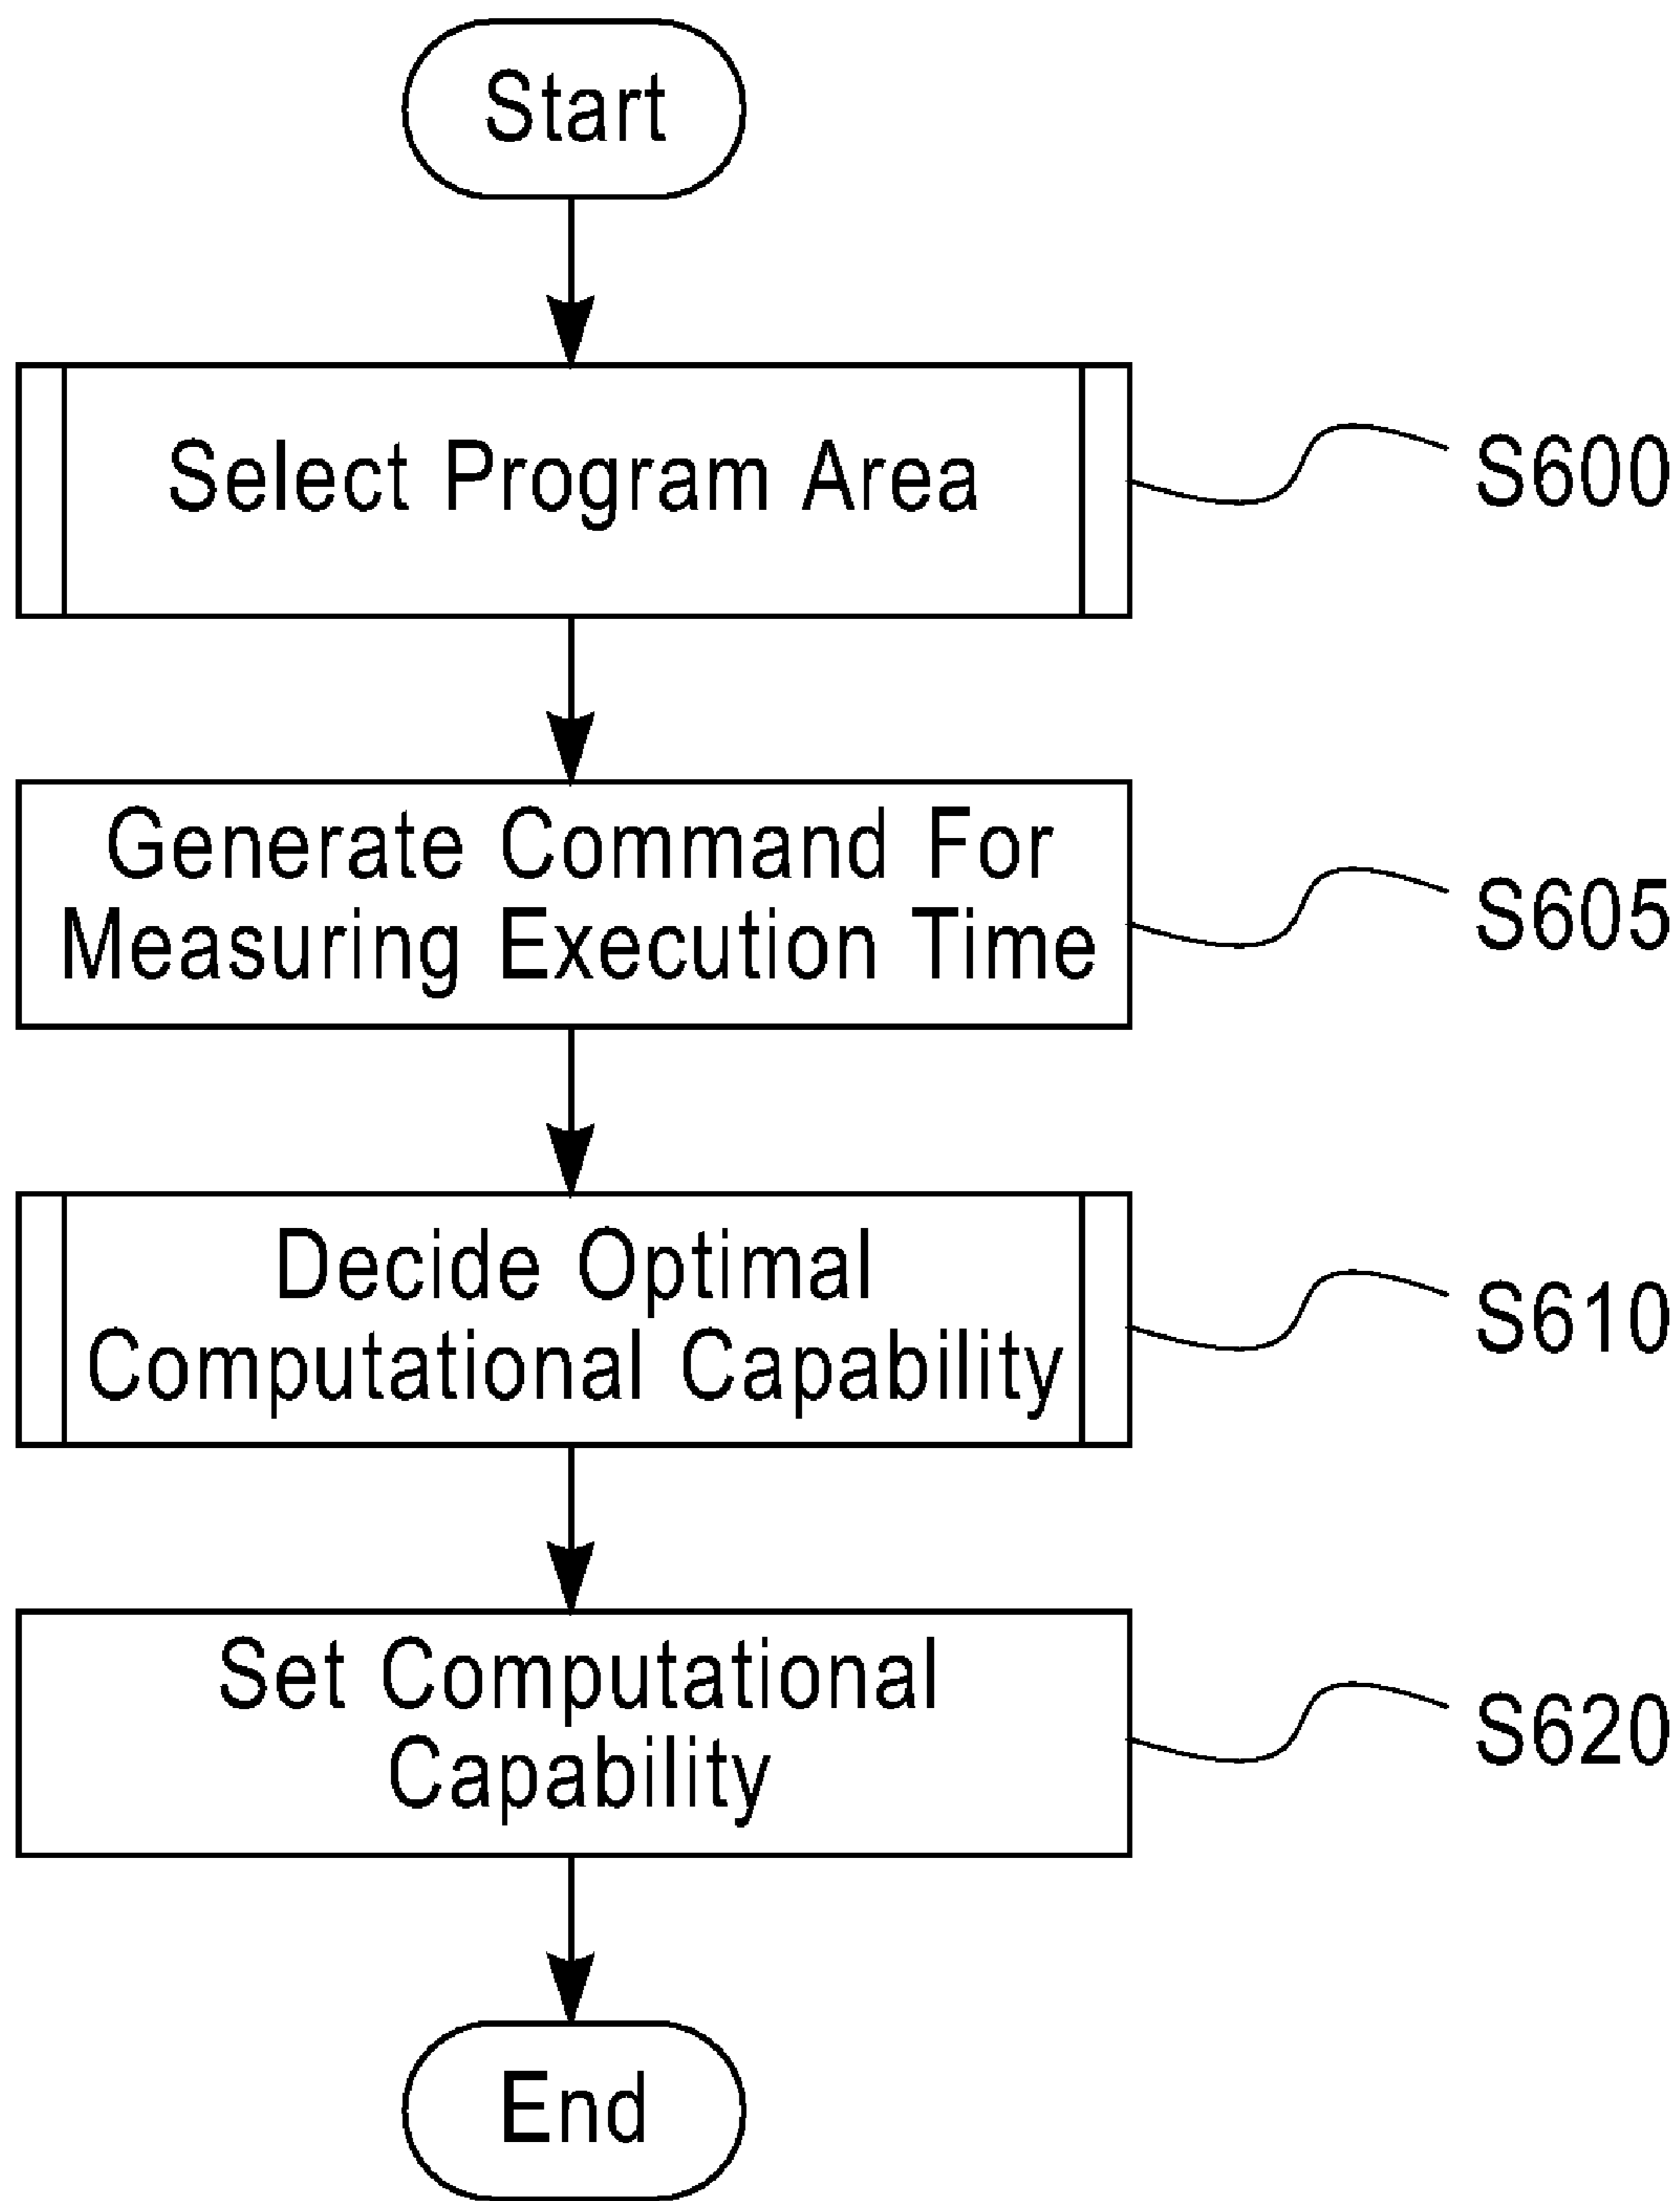 Start
Select Program Area
S600
Generate Command For
Measuring Execution Time
S605
Decide Optimal
Computational Capability
S610
Set Computational
Capability
S620
End